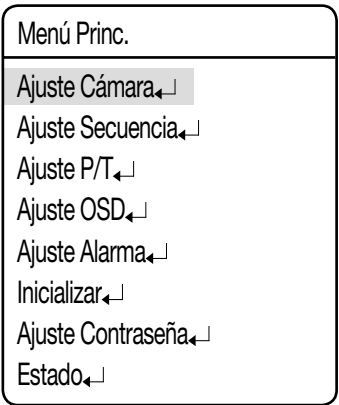 Menú Princ.
Ajuste Cámara↵
Ajuste Secuencia↵
Ajuste P/T↵
Ajuste OSD↵
Ajuste Alarma↵
Inicializar↵
Ajuste Contraseña↵
Estado↵